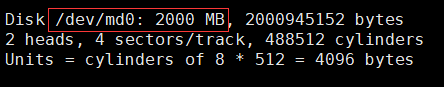 Disk /dev/md0: 2000 MB, 2000945152 bytes
2 heads, 4 sectors/track, 488512 cylinders
Units = cylinders of 8 * 512 = 4096 bytes